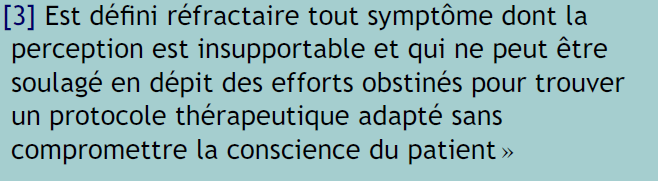 [3] Est défini réfractaire tout symptôme dont la
perception est insupportable et qui ne peut être
soulagé en dépit des efforts obstinés pour trouver
un protocole thérapeutique adapté sans
compromettre la conscience du patient »